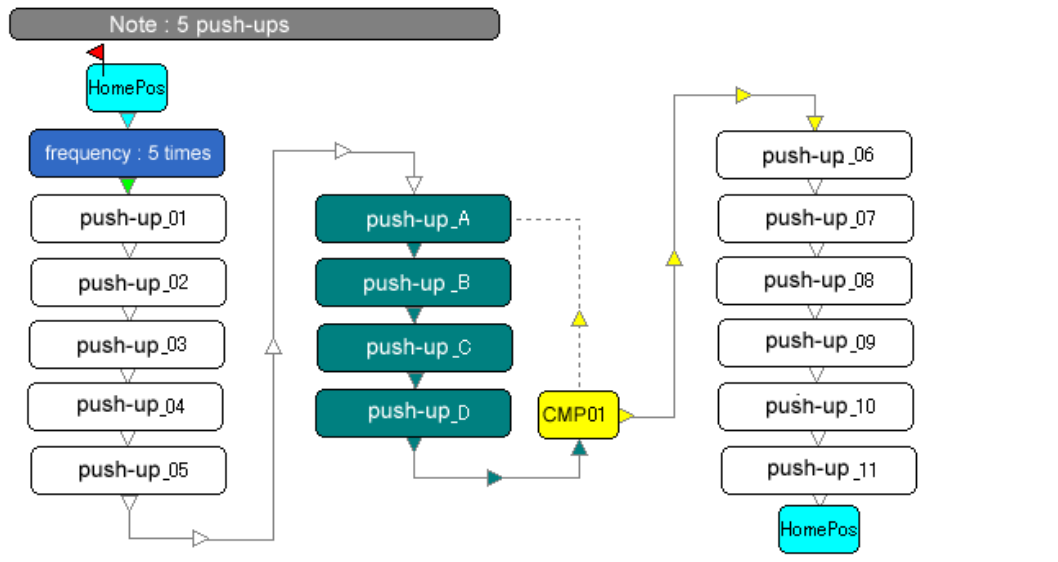 Note : 5 push-ups
HomePos
frequency : 5 times
push-up_01
push-up_02
push-up_03
push-up_04
push-up_05
push-up_A
push-up_B
push-up_C
push-up_D
CMP01
push-up_06
push-up_07
push-up_08
push-up_09
push-up_10
push-up_11
HomePos